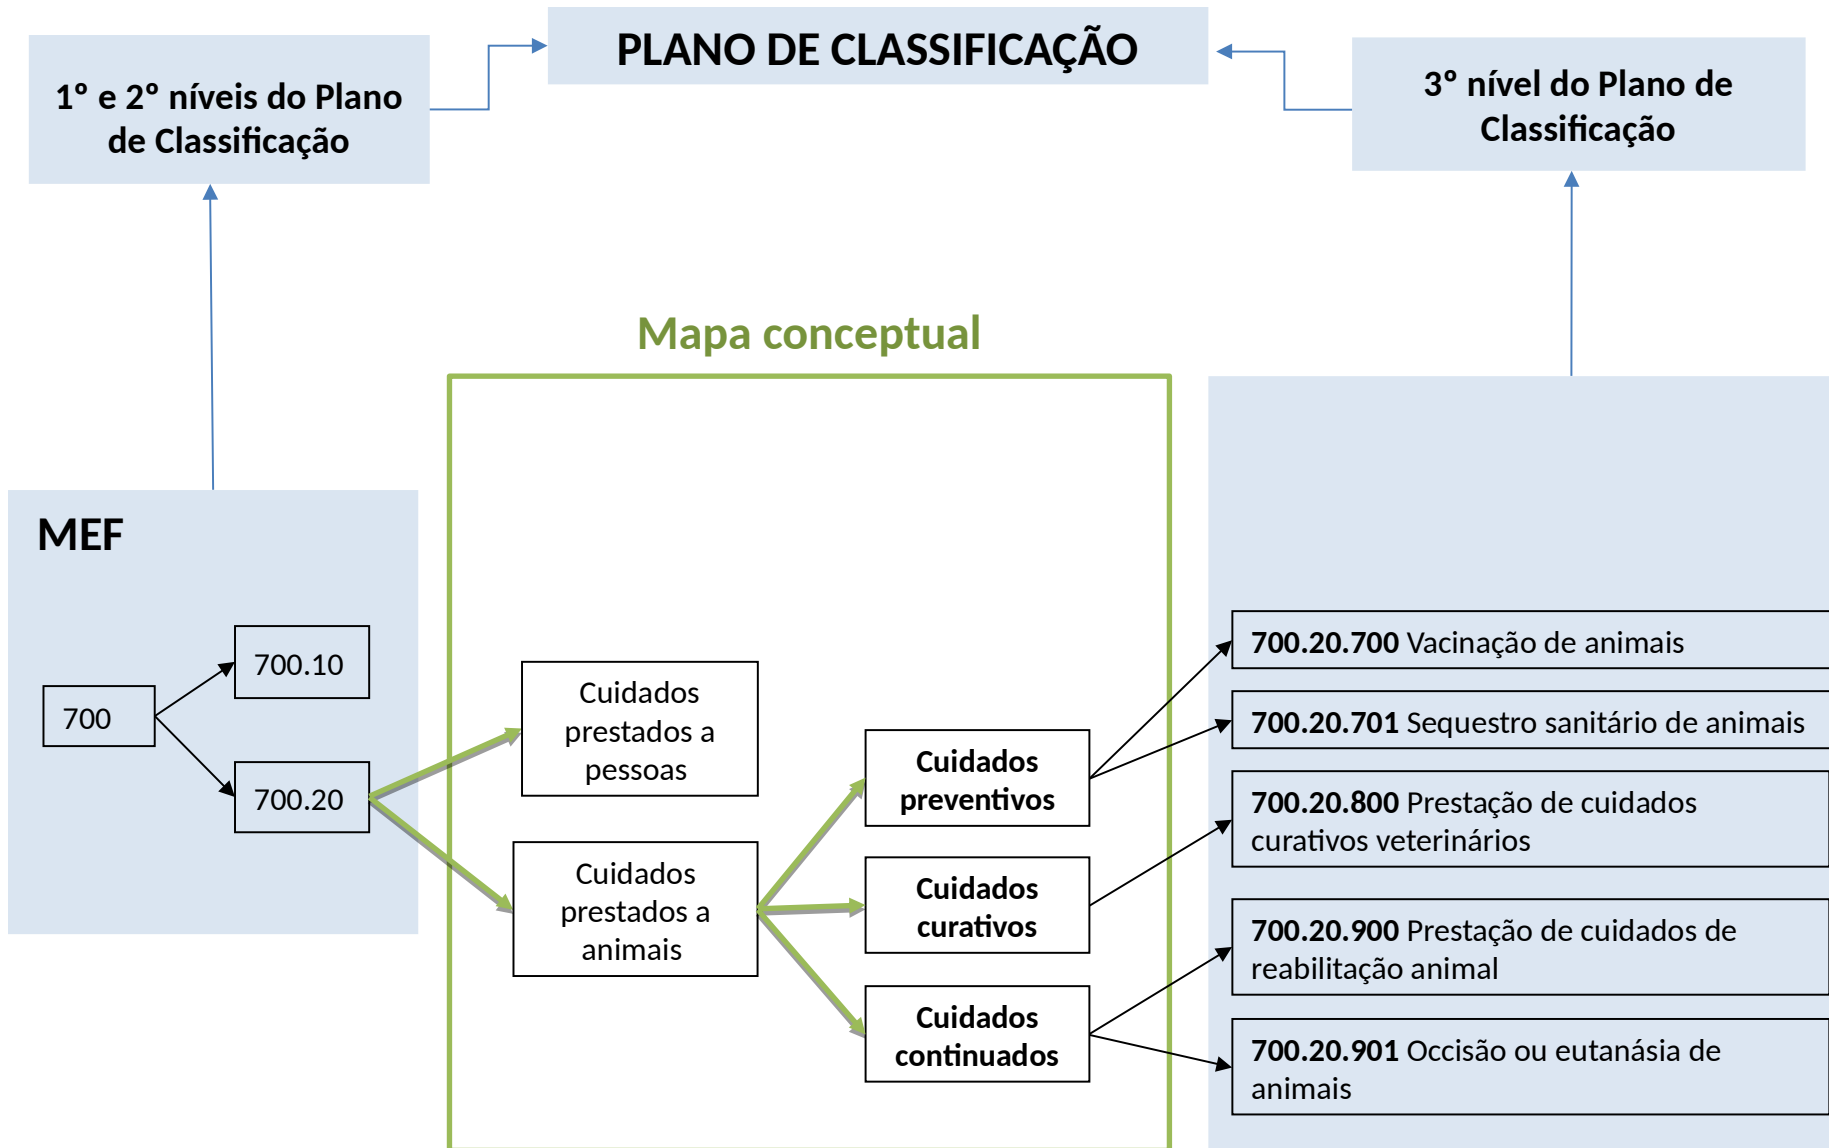 PLANO DE CLASSIFICAÇÃO
1º e 2º níveis do Plano
de Classificação
3º nível do Plano de
Classificação
Mapa conceptual
MEF
700
700.10
700.20
Cuidados
prestados a
pessoas
Cuidados
prestados a
animais
Cuidados
preventivos
Cuidados
curativos
Cuidados
continuados
700.20.700 Vacinação de animais
700.20.701 Sequestro sanitário de animais
700.20.800 Prestação de cuidados
curativos veterinários
700.20.900 Prestação de cuidados de
reabilitação animal
700.20.901 Occisão ou eutanásia de
animais